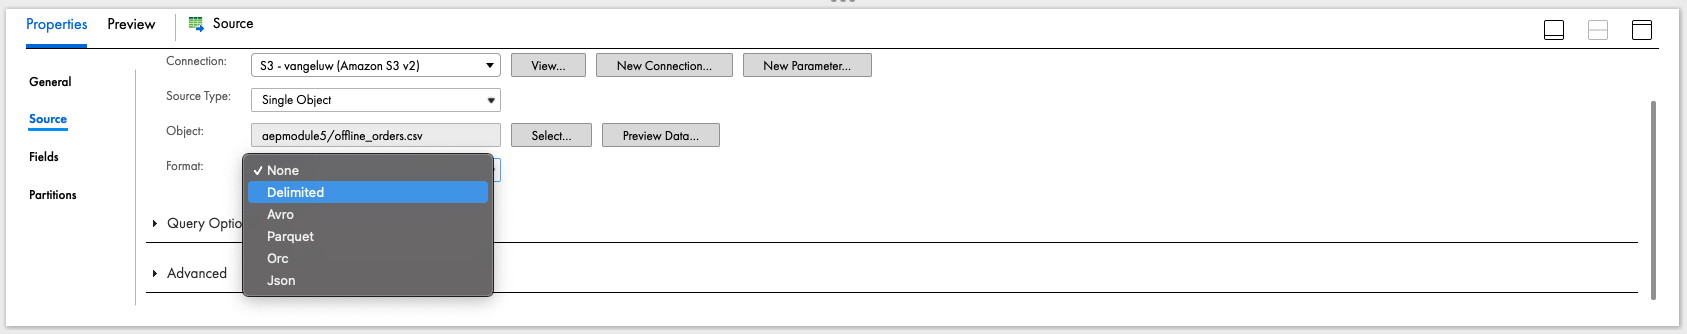 Properties Preview Source
General
Source
Fields
Partitions
Connection: S3 - vangeluw (Amazon S3 v2) View... New Connection... New Parameter...
Source Type: Single Object
Object: aepmodule5/offline_orders.csv Select... Preview Data...
Format:
✓ None
Delimited
Avro
Parquet
Orc
Json
Query Optio
Advanced